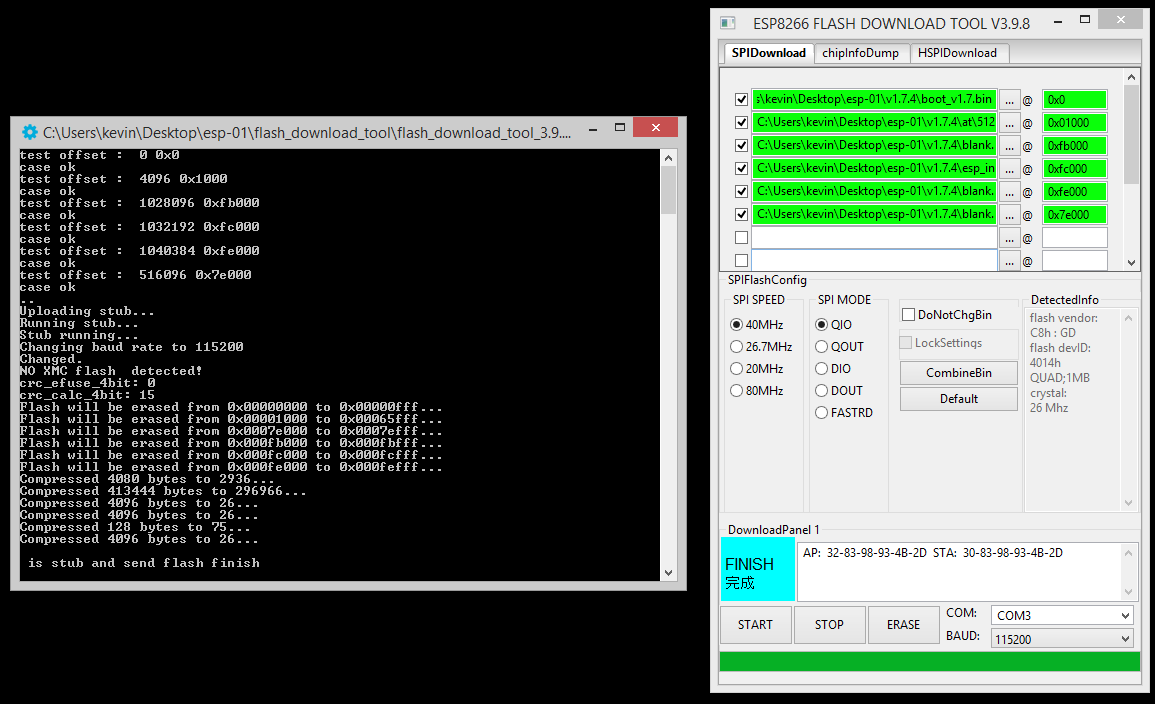 C:\Users\kevin\Desktop\esp-01\flash_download_tool\flash_download_tool_3.9....
test offset :  0 0x0
case ok
test offset :  4096 0x1000
case ok
test offset :  1028096 0xfb000
case ok
test offset :  1032192 0xfc000
case ok
test offset :  1040384 0xfe000
case ok
test offset :  516096 0x7e000
case ok
..
Uploading stub...
Running stub...
Stub running...
Changing baud rate to 115200
Changed.
NO XMC flash  detected!
crc_efuse_4bit: 0
crc_calc_4bit: 15
Flash will be erased from 0x00000000 to 0x00000fff...
Flash will be erased from 0x00001000 to 0x00065fff...
Flash will be erased from 0x0007e000 to 0x0007efff...
Flash will be erased from 0x000fb000 to 0x000fbfff...
Flash will be erased from 0x000fc000 to 0x000fcfff...
Flash will be erased from 0x000fe000 to 0x000fefff...
Compressed 4080 bytes to 2936...
Compressed 413444 bytes to 296966...
Compressed 4096 bytes to 26...
Compressed 4096 bytes to 26...
Compressed 128 bytes to 75...
Compressed 4096 bytes to 26...
is stub and send flash finish
ESP8266 FLASH DOWNLOAD TOOL V3.9.8
SPIDownload chipInfoDump HSPIDownload
s\kevin\Desktop\esp-01\v1.7.4\boot_v1.7.bin ... @ 0x0
C:\Users\kevin\Desktop\esp-01\v1.7.4\at\512 ... @ 0x01000
C:\Users\kevin\Desktop\esp-01\v1.7.4\blank. ... @ 0xfb000
C:\Users\kevin\Desktop\esp-01\v1.7.4\esp_in ... @ 0xfc000
C:\Users\kevin\Desktop\esp-01\v1.7.4\blank. ... @ 0xfe000
C:\Users\kevin\Desktop\esp-01\v1.7.4\blank. ... @ 0x7e000
... @
... @
SPIFlashConfig
SPI SPEED
40MHz
26.7MHz
20MHz
80MHz
SPI MODE
QIO
QOUT
DIO
DOUT
FASTRD
DoNotChgBin
LockSettings
CombineBin
Default
DetectedInfo
flash vendor:
C8h : GD
flash devID:
4014h
QUAD;1MB
crystal:
26 Mhz
DownloadPanel 1
FINISH
完成
AP:  32-83-98-93-4B-2D  STA:  30-83-98-93-4B-2D
START STOP ERASE
COM: COM3
BAUD: 115200